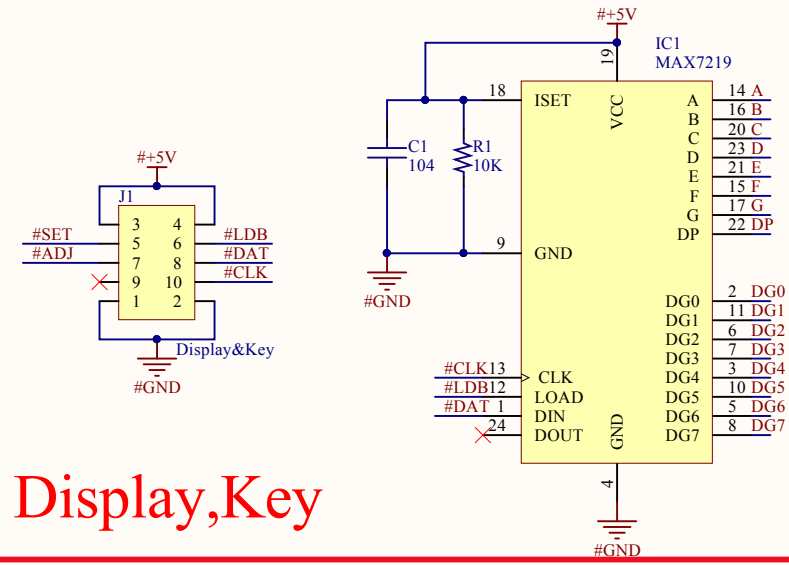 #+5V
J1
3 4
#SET 5 6 #LDB
#ADJ 7 8 #DAT
9 10 #CLK
1 2
Display&Key
#GND
#+5V
IC1
MAX7219
19
VCC
18 ISET
C1
104
R1
10K
9 GND
#GND
#CLK 13 CLK
#LDB 12 LOAD
#DAT 1 DIN
24 DOUT
GND
4
#GND
A 14 A
B 16 B
C 20 C
D 23 D
E 21 E
F 15 F
G 17 G
DP 22 DP
DG0 2 DG0
DG1 11 DG1
DG2 6 DG2
DG3 7 DG3
DG4 3 DG4
DG5 10 DG5
DG6 5 DG6
DG7 8 DG7
Display,Key